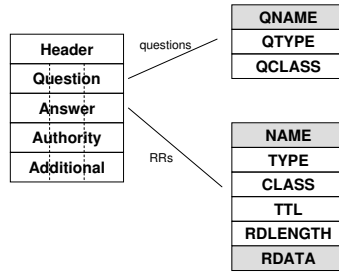 Header
Question
Answer
Authority
Additional
questions
RRs
QNAME
QTYPE
QCLASS
NAME
TYPE
CLASS
TTL
RDLENGTH
RDATA